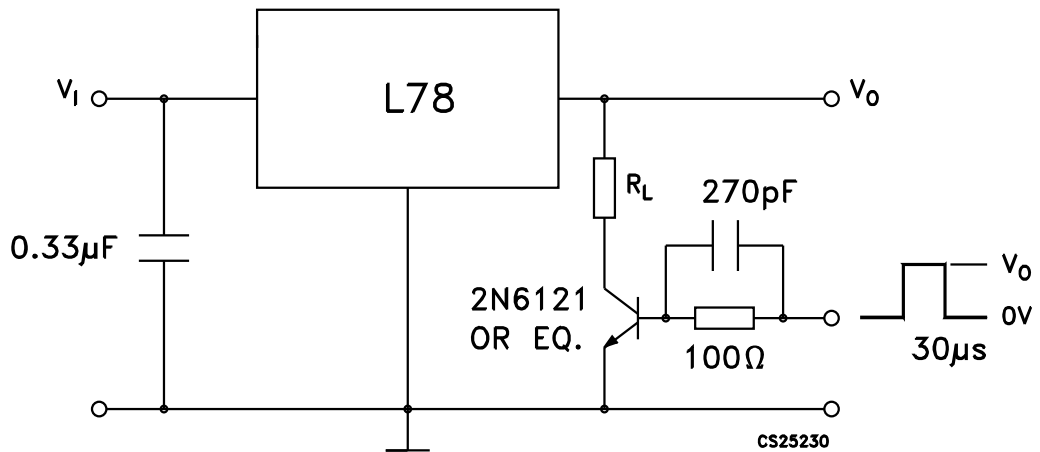 L78
V_I
V_O
R_L
270pF
0.33µF
2N6121
OR EQ.
100Ω
V_O
0V
30µs
CS25230